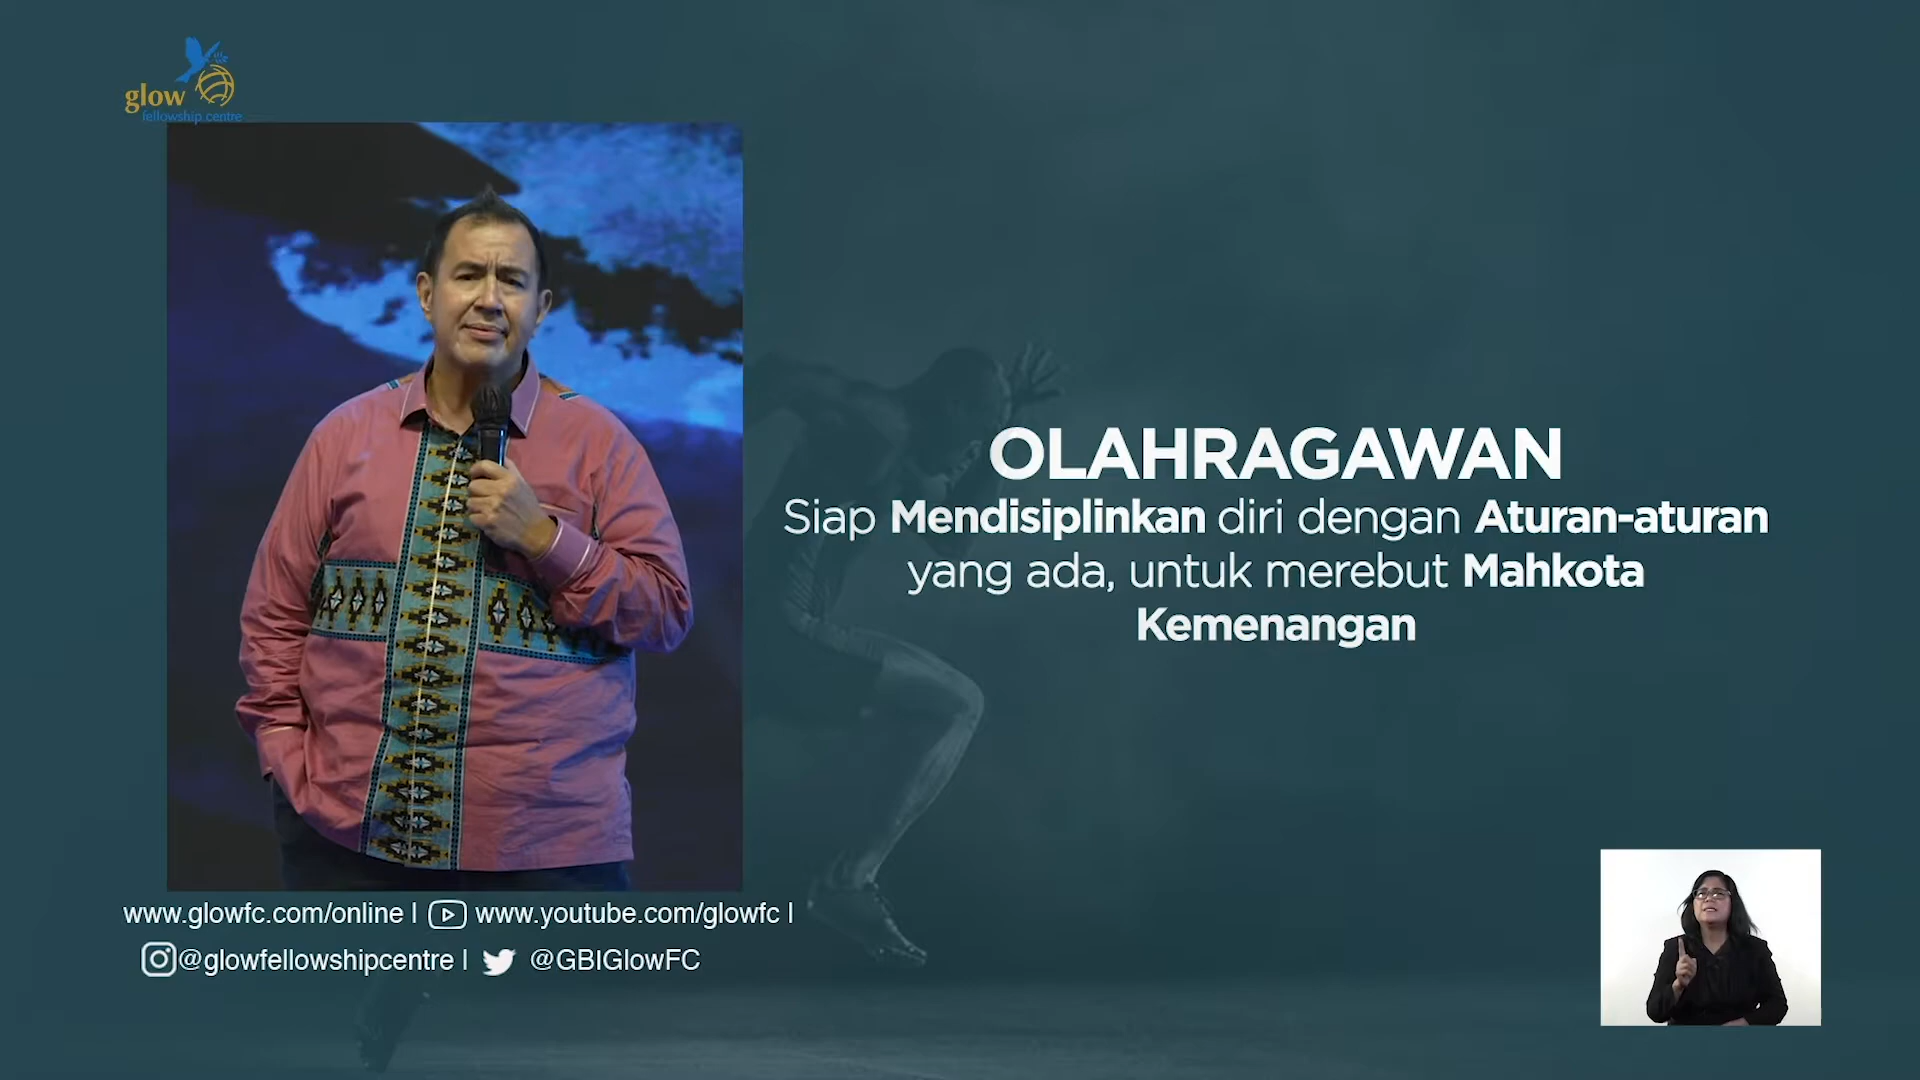 glow
fellowship centre
OLAHRAGAWAN
Siap Mendisiplinkan diri dengan Aturan-aturan
yang ada, untuk merebut Mahkota
Kemenangan
www.glowfc.com/online | www.youtube.com/glowfc |
@glowfellowshipcentre | @GBIGlowFC